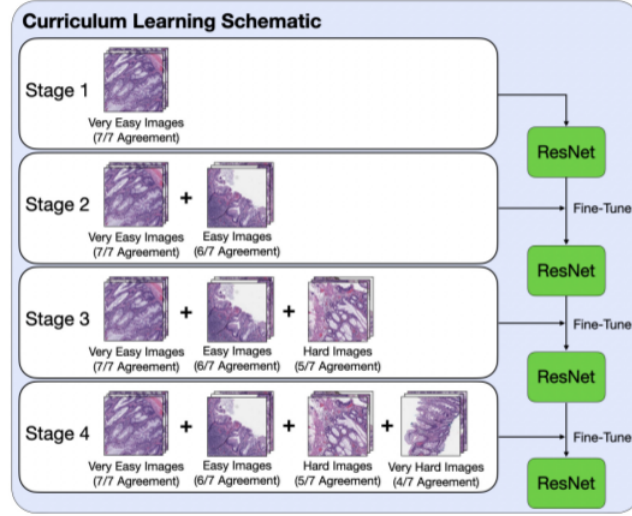 Curriculum Learning Schematic
Stage 1
Very Easy Images
(7/7 Agreement)
ResNet
Stage 2
+
Very Easy Images
(7/7 Agreement)
Easy Images
(6/7 Agreement)
Fine-Tune
ResNet
Stage 3
+
+
Very Easy Images
(7/7 Agreement)
Easy Images
(6/7 Agreement)
Hard Images
(5/7 Agreement)
Fine-Tune
ResNet
Stage 4
+
+
+
Very Easy Images
(7/7 Agreement)
Easy Images
(6/7 Agreement)
Hard Images
(5/7 Agreement)
Very Hard Images
(4/7 Agreement)
Fine-Tune
ResNet